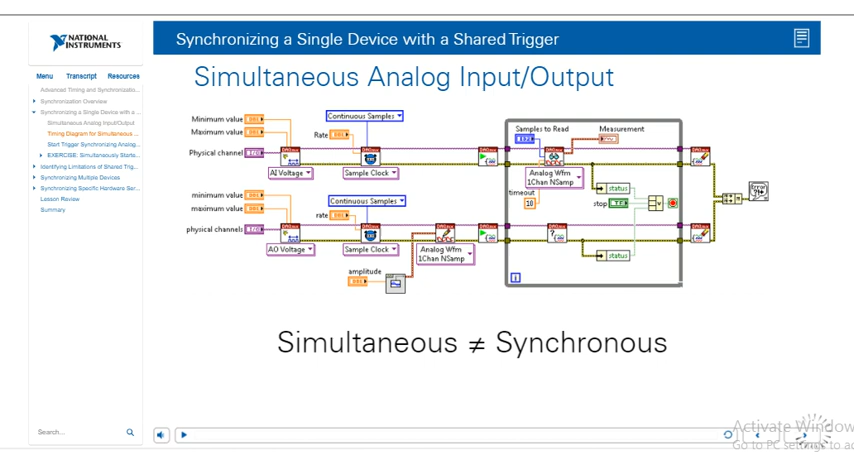 NATIONAL
INSTRUMENTS
Synchronizing a Single Device with a Shared Trigger
Menu Transcript Resources
Advanced Timing and Synchronizatio...
Synchronization Overview
Synchronizing a Single Device with a ...
Simultaneous Analog Input/Output
Timing Diagram for Simultaneous ...
Start Trigger Synchronizing Analog...
EXERCISE: Simultaneously Starte...
Identifying Limitations of Shared Trig...
Synchronizing Multiple Devices
Synchronizing Specific Hardware Ser...
Lesson Review
Summary
Search...
Simultaneous Analog Input/Output
Minimum value
Maximum value
Physical channel
AI Voltage
Continuous Samples
Rate
Sample Clock
Samples to Read
Measurement
Analog Wfm
1Chan NSamp
timeout
10
status
stop
TF
minimum value
maximum value
physical channels
AO Voltage
Continuous Samples
rate
Sample Clock
Analog Wfm
1Chan NSamp
amplitude
status
i
Simultaneous ≠ Synchronous
Activate Window
Go to PC settings to ac